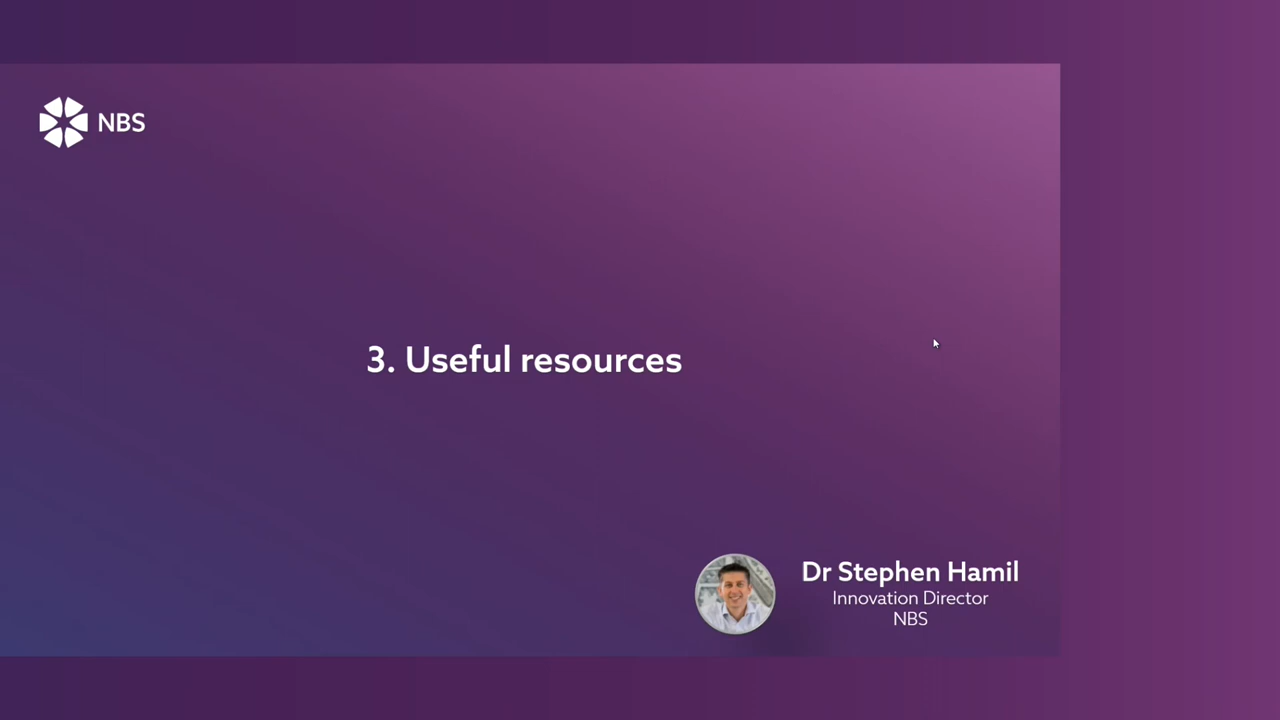 NBS
3. Useful resources
Dr Stephen Hamil
Innovation Director
NBS